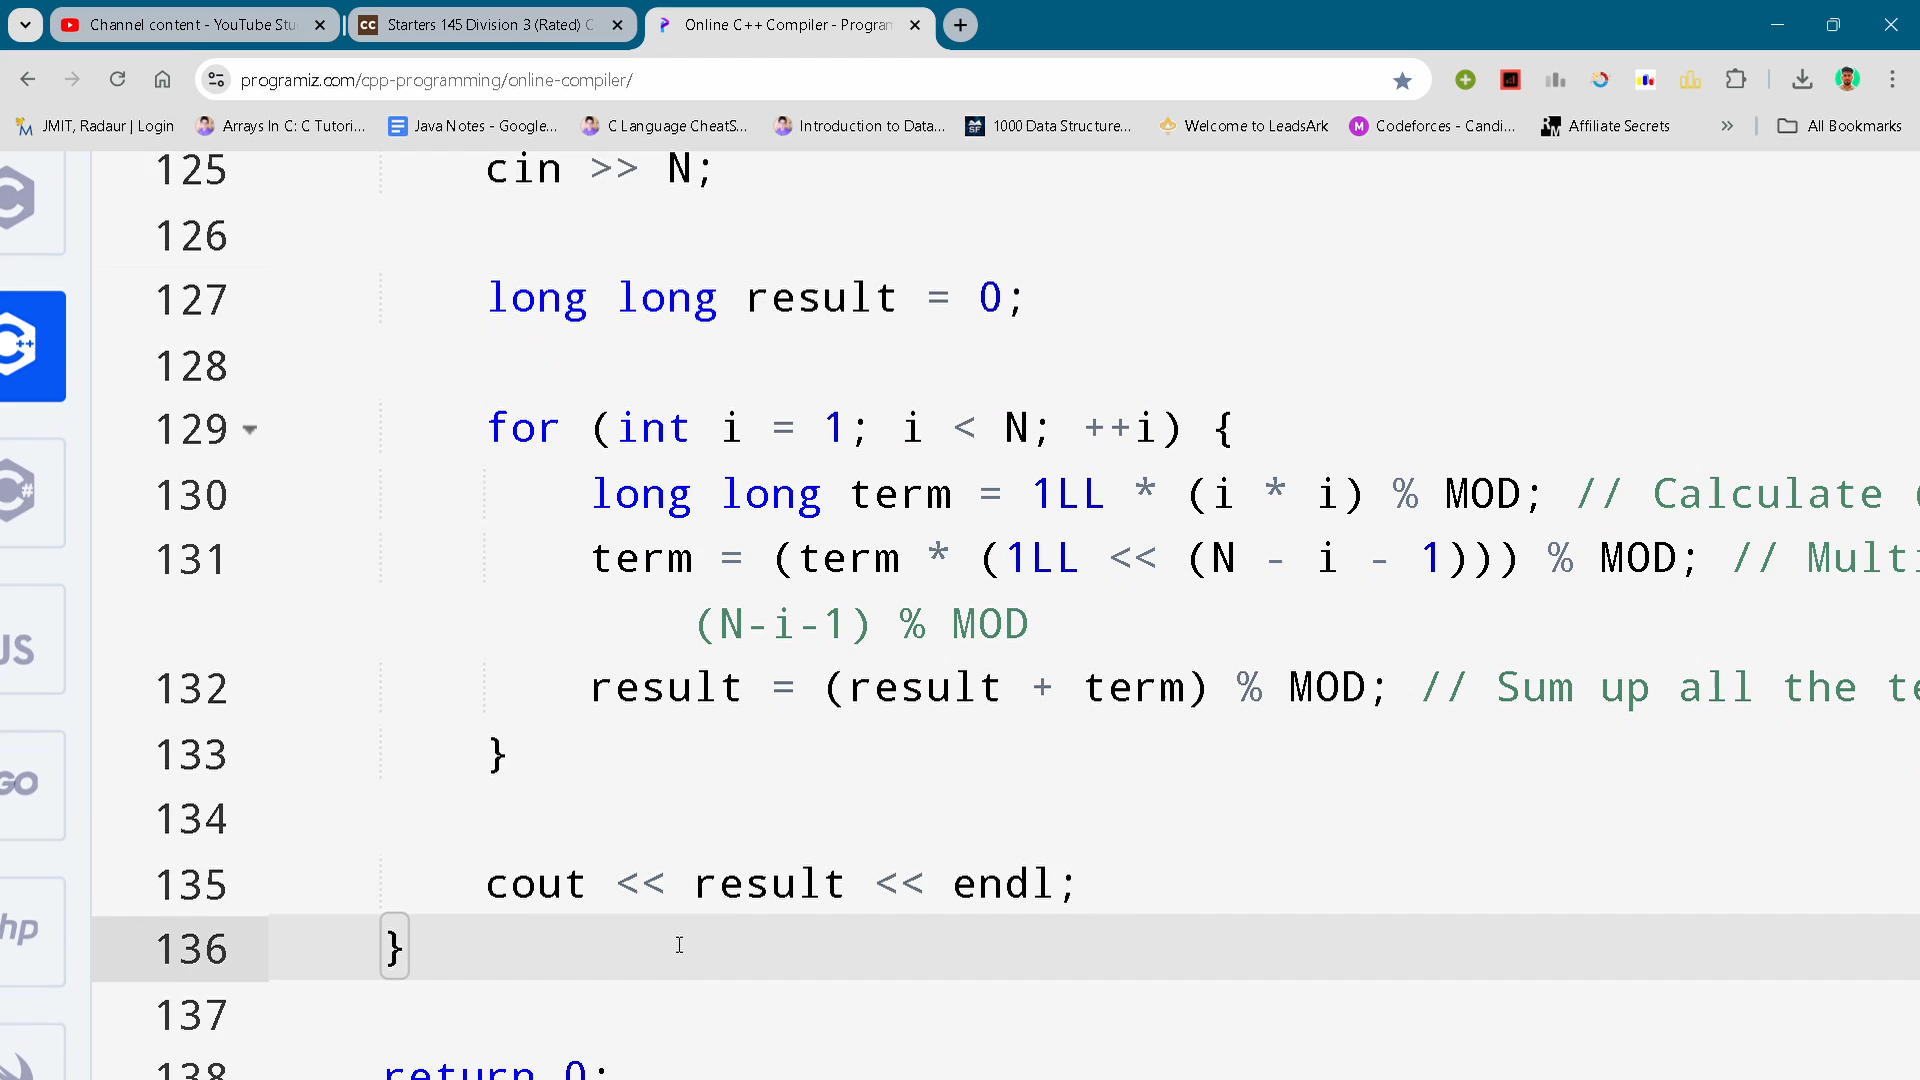 Channel content - YouTube Stu
Starters 145 Division 3 (Rated) C
Online C++ Compiler - Program
programiz.com/cpp-programming/online-compiler/
JMIT, Radaur | Login
Arrays In C: C Tutori...
Java Notes - Google...
C Language CheatS...
Introduction to Data...
1000 Data Structure...
Welcome to LeadsArk
Codeforces - Candi...
Affiliate Secrets
All Bookmarks
125 cin >> N;
126
127 long long result = 0;
128
129 for (int i = 1; i < N; ++i) {
130 long long term = 1LL * (i * i) % MOD; // Calculate
131 term = (term * (1LL << (N - i - 1))) % MOD; // Multi
(N-i-1) % MOD
132 result = (result + term) % MOD; // Sum up all the te
133 }
134
135 cout << result << endl;
136 }
137
138 return 0;
JS
GO
hp